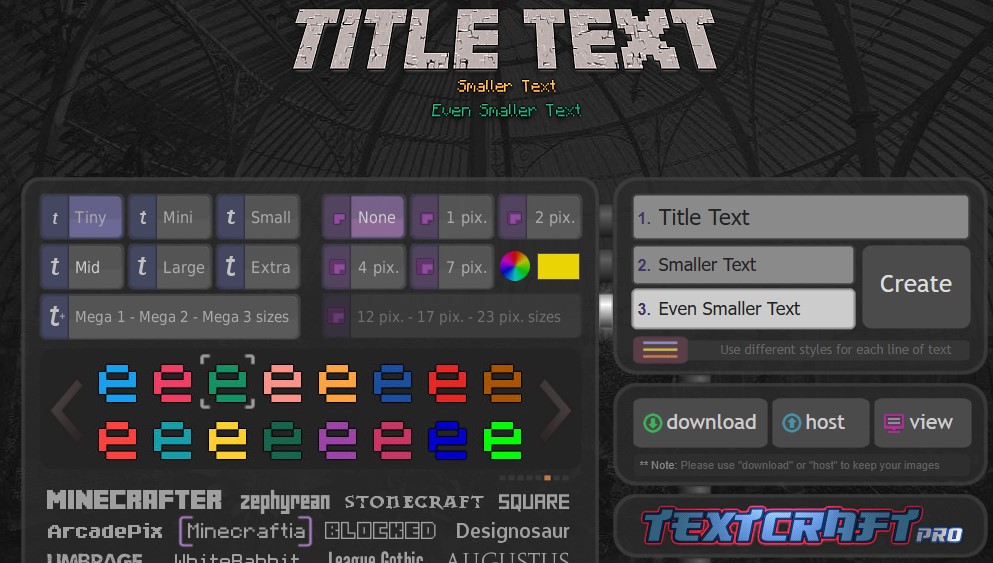 TITLE TEXT
Smaller Text
Even Smaller Text
t Tiny t Mini t Small None 1 pix. 2 pix.
t Mid t Large t Extra 4 pix. 7 pix.
t+ Mega 1 - Mega 2 - Mega 3 sizes 12 pix. - 17 pix. - 23 pix. sizes
1. Title Text
2. Smaller Text
3. Even Smaller Text
Create
Use different styles for each line of text
e e e e e e e e
e e e e e e e e
download host view
** Note: Please use "download" or "host" to keep your images
MINECRAFTER zephyrean STONECRAFT SQUARE
ArcadePix Minecraftia BLOCKED Designosaur
UMBRAGE WhiteRabbit League Gothic AUGUSTUS
TEXTCRAFT PRO